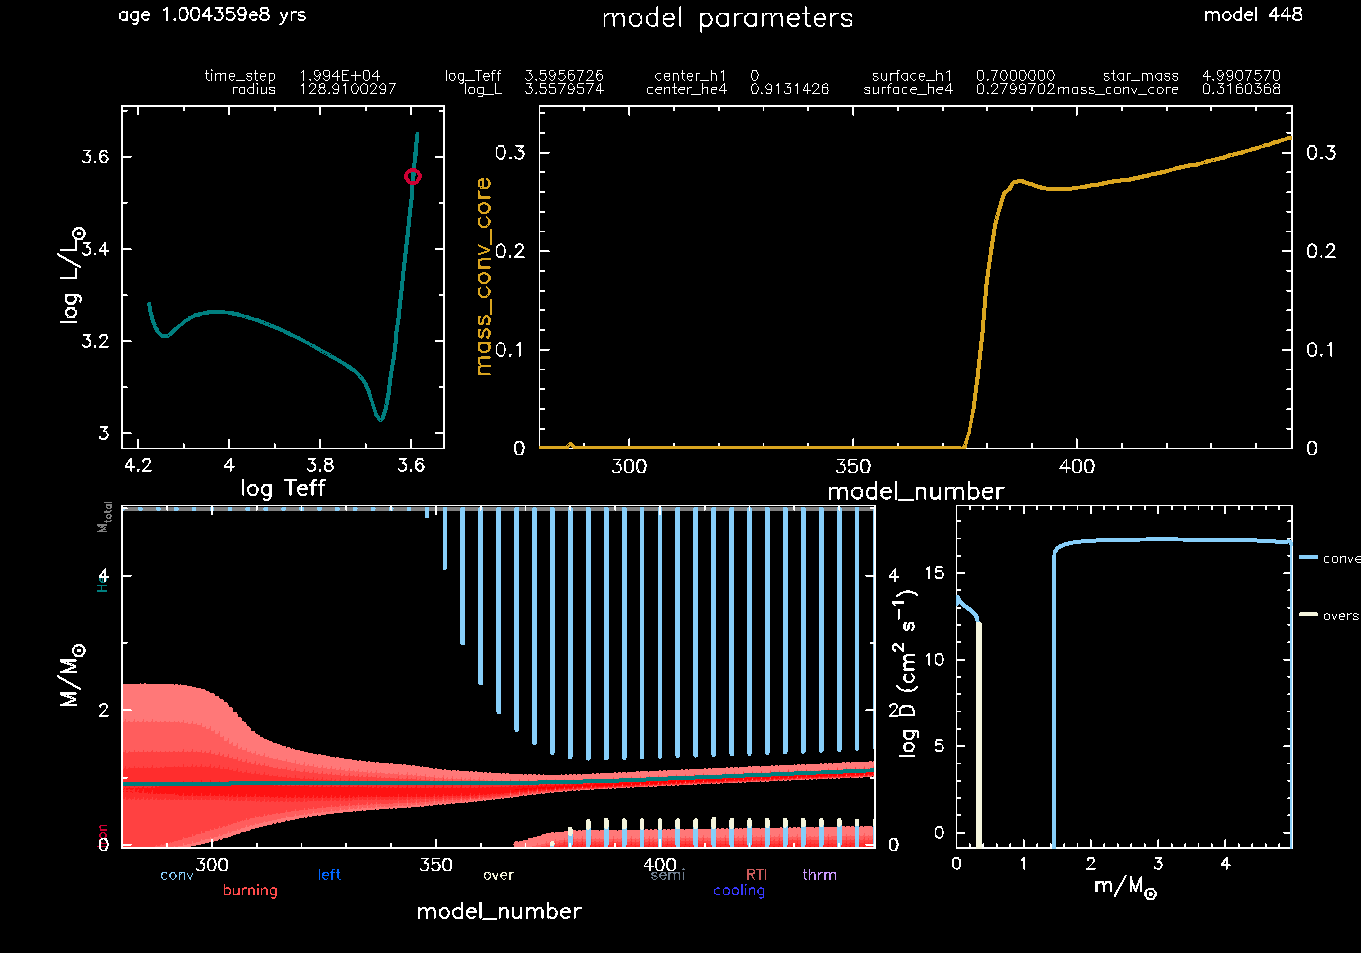 age 1.004359e8 yrs
model parameters
model 448
time_step 1.994E+04 log_Teff 3.5956726 center_h1 0 surface_h1 0.7000000 star_mass 4.9907570
radius 128.9100297 log_L 3.5579574 center_he4 0.9131426 surface_he4 0.2799702 mass_conv_core 0.3160368
3.6
3.4
3.2
3
log L/L⊙
4.2 4 3.8 3.6
log Teff
0.3
0.2
0.1
0
mass_conv_core
0.3
0.2
0.1
0
300 350 400
model_number
M total
He
4
2
0
M/M⊙
4
2
0
300 350 400
conv left over semi RTI thrm
burning cooling
model_number
log D (cm² s⁻¹)
15
10
5
0
0 1 2 3 4
m/M⊙
conve
overs